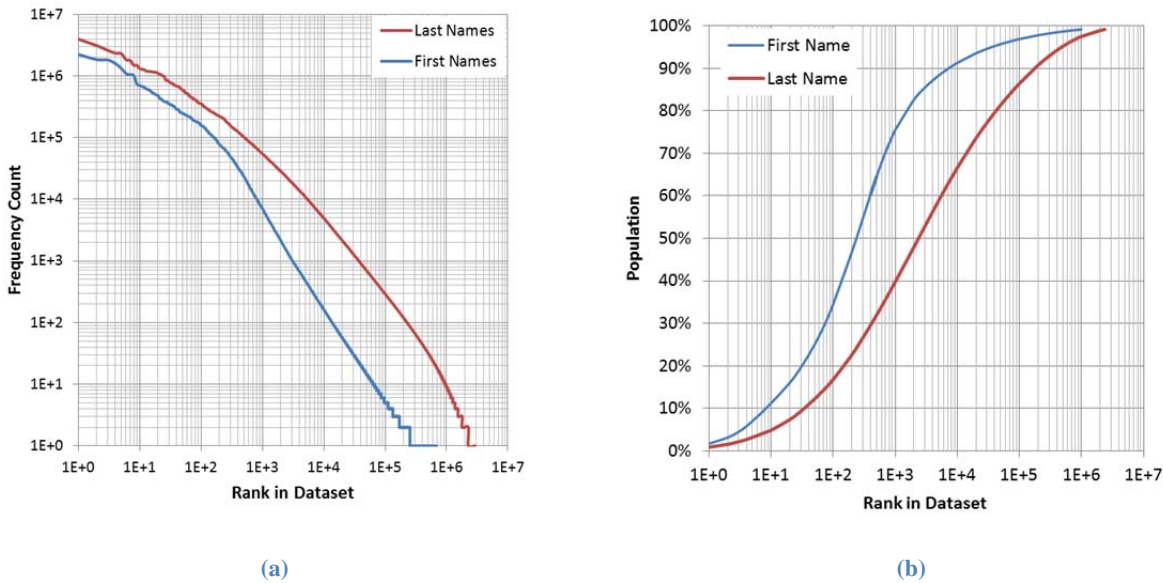 1E+7
1E+6
1E+5
1E+4
1E+3
1E+2
1E+1
1E+0
Frequency Count
Last Names
First Names
1E+0 1E+1 1E+2 1E+3 1E+4 1E+5 1E+6 1E+7
Rank in Dataset
(a)
100%
90%
80%
70%
60%
50%
40%
30%
20%
10%
0%
Population
First Name
Last Name
1E+0 1E+1 1E+2 1E+3 1E+4 1E+5 1E+6 1E+7
Rank in Dataset
(b)